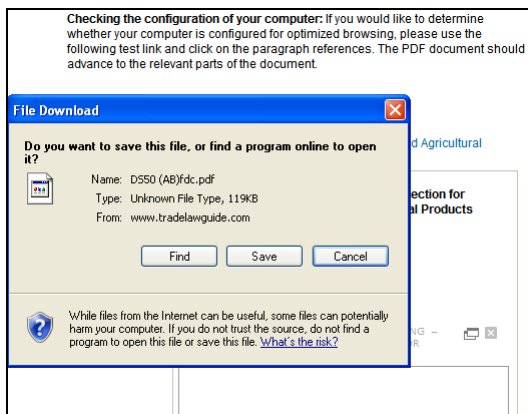 Checking the configuration of your computer: If you would like to determine
whether your computer is configured for optimized browsing, please use the
following test link and click on the paragraph references. The PDF document should
advance to the relevant parts of the document.
File Download
Do you want to save this file, or find a program online to open
it?
Name: DS50 (AB)fdc.pdf
Type: Unknown File Type, 119KB
From: www.tradelawguide.com
Find Save Cancel
While files from the Internet can be useful, some files can potentially
harm your computer. If you do not trust the source, do not find a
program to open this file or save this file. What's the risk?
d Agricultural
ection for
al Products
NG –
OR